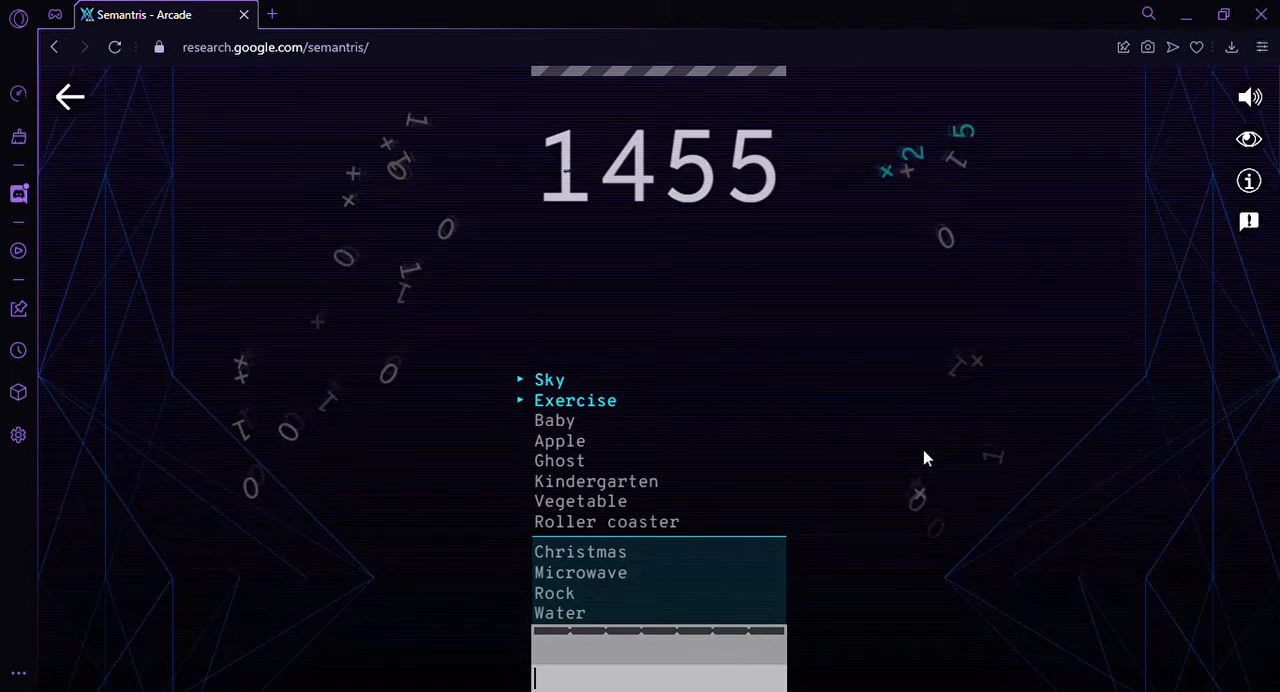 Semantris - Arcade
research.google.com/semantris/
1455
Sky
Exercise
Baby
Apple
Ghost
Kindergarten
Vegetable
Roller coaster
Christmas
Microwave
Rock
Water